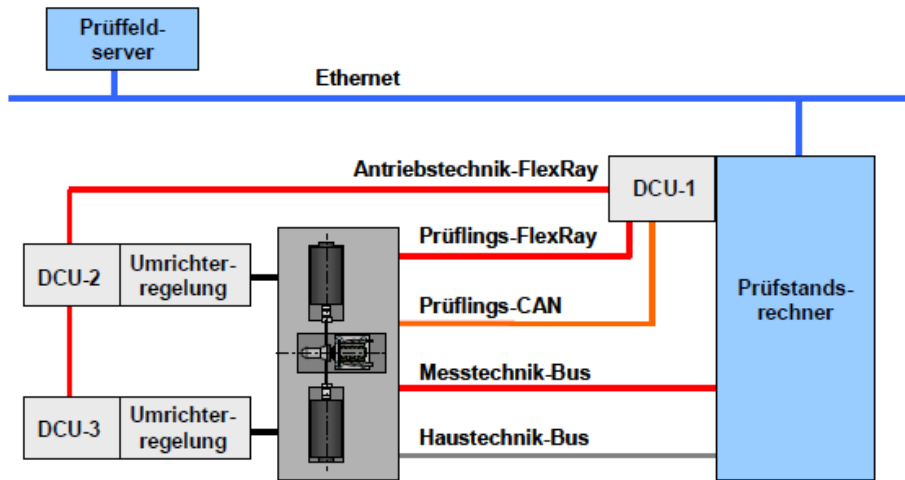 Prüffeld-
server
Ethernet
Antriebstechnik-FlexRay
DCU-1
Prüflings-FlexRay
DCU-2
Umrichter-
regelung
Prüflings-CAN
Prüfstands-
rechner
Messtechnik-Bus
DCU-3
Umrichter-
regelung
Haustechnik-Bus